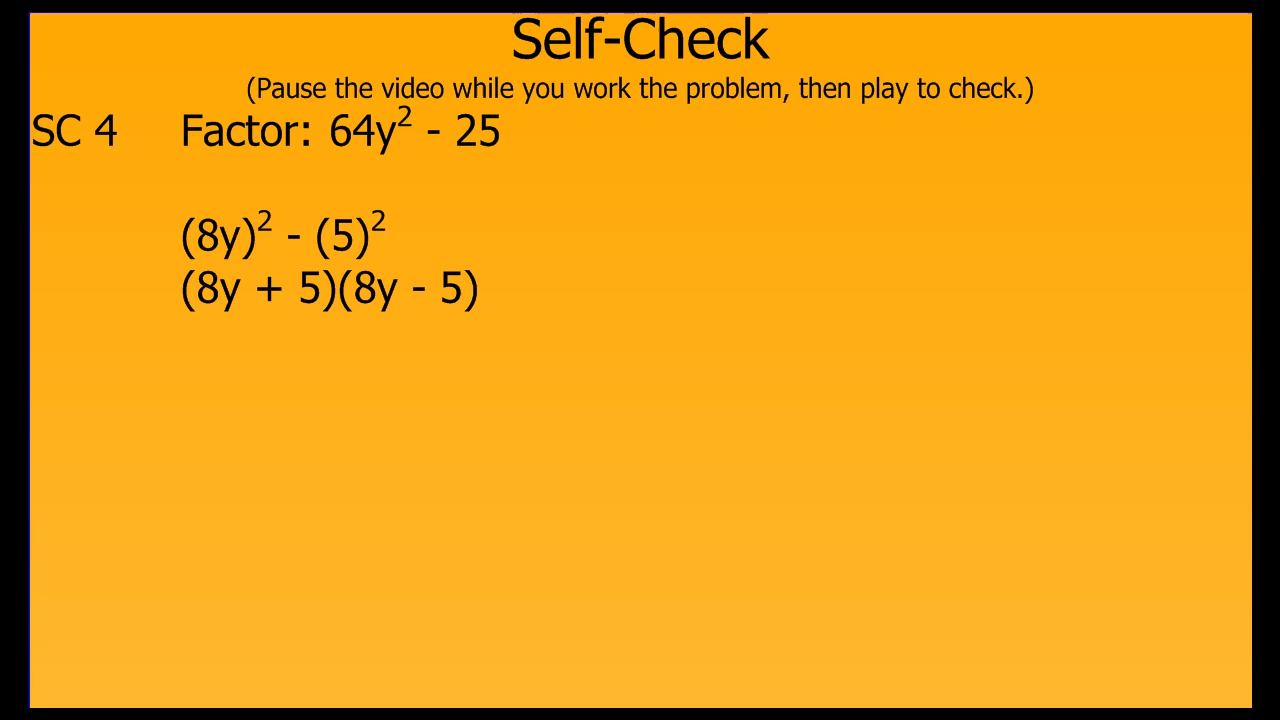 Self-Check
(Pause the video while you work the problem, then play to check.)
SC 4 Factor: 64y² - 25
(8y)² - (5)²
(8y + 5)(8y - 5)